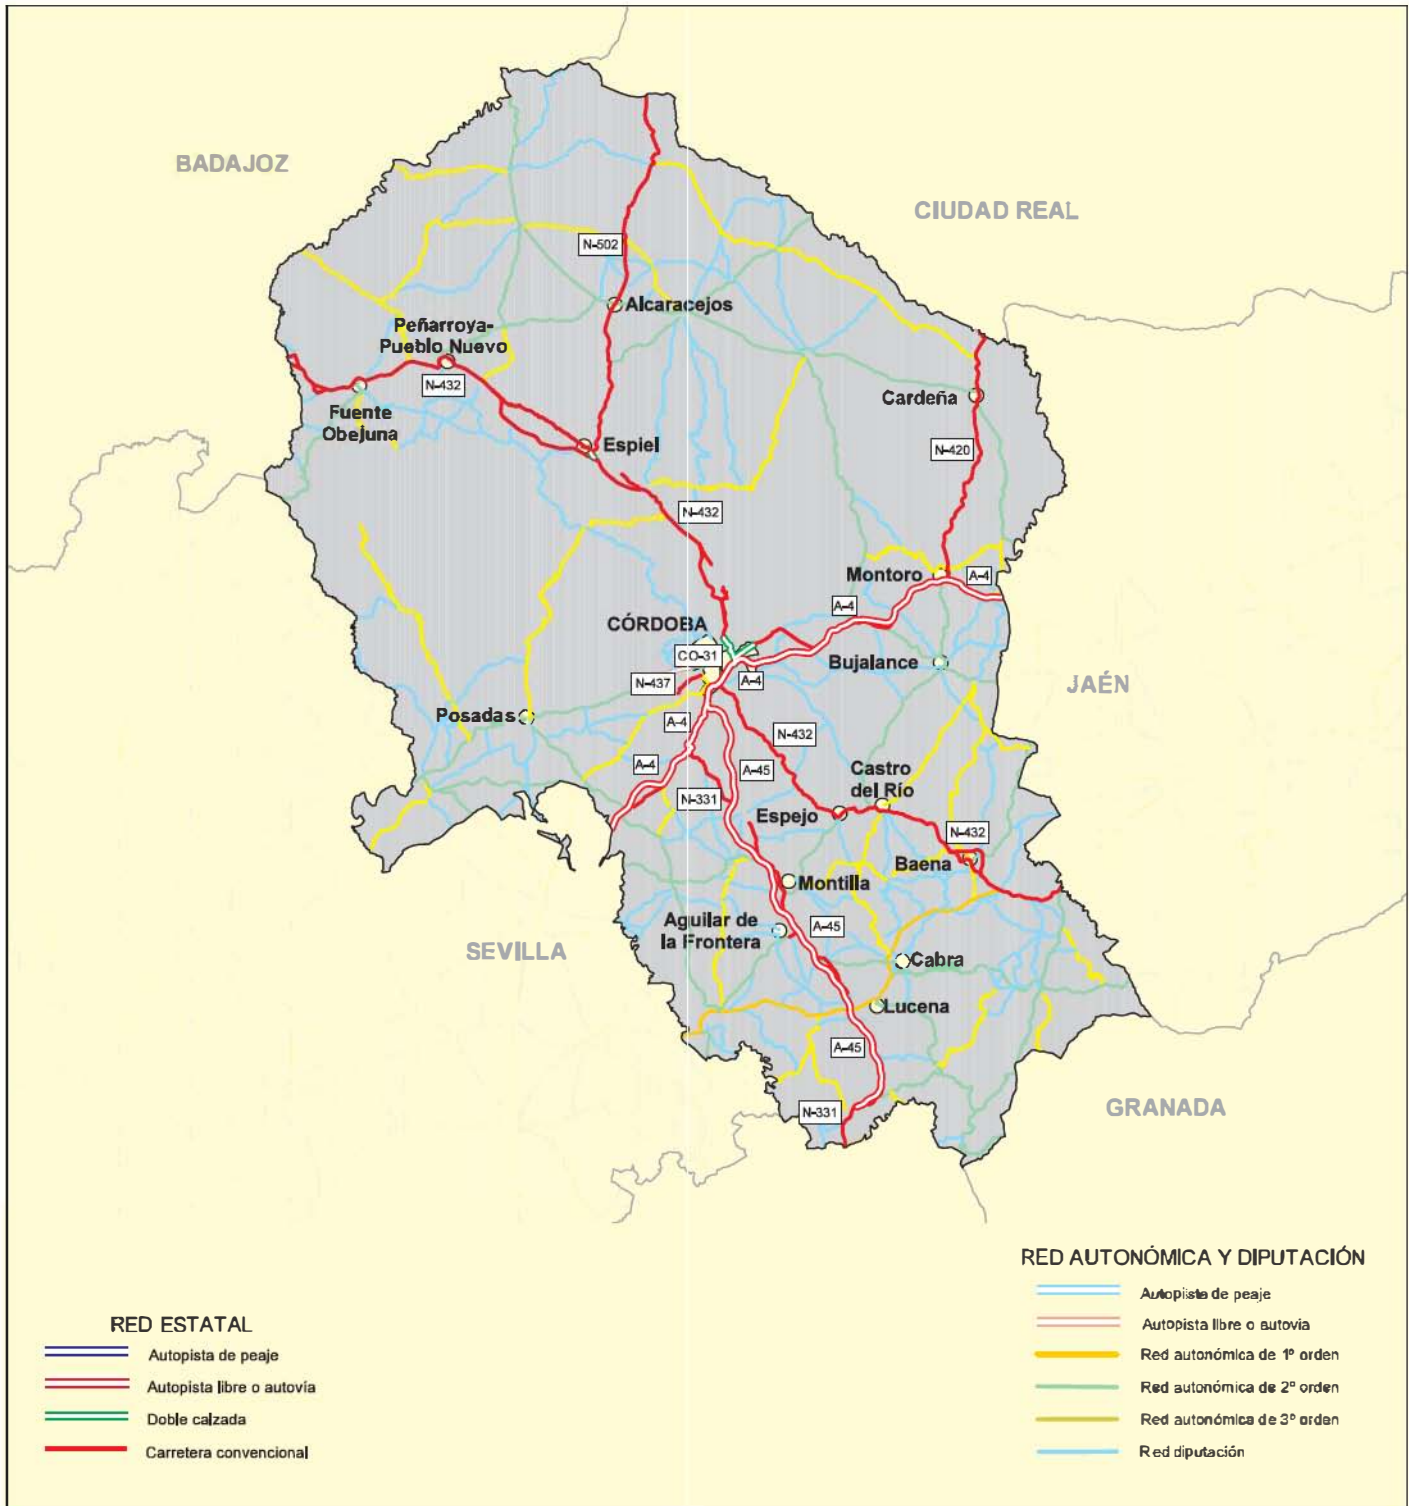 BADAJOZ
CIUDAD REAL
N-502
Alcaracejos
Peñarroya-
Pueblo Nuevo
N-432
Cardeña
Fuente
Obejuna
Espiel
N-420
N-432
Montoro
A-4
A-4
CÓRDOBA
CO-31
Bujalance
N-437
A-4
JAÉN
Posadas
A-4
N-432
A-4
A-45
Castro
del Río
N-331
Espejo
N-432
Baena
Montilla
Aguilar de
la Frontera
A-45
SEVILLA
Cabra
Lucena
A-45
N-331
GRANADA
RED ESTATAL
Autopista de peaje
Autopista libre o autovía
Doble calzada
Carretera convencional
RED AUTONÓMICA Y DIPUTACIÓN
Autopista de peaje
Autopista libre o autovia
Red autonómica de 1º orden
Red autonómica de 2º orden
Red autonómica de 3º orden
Red diputación